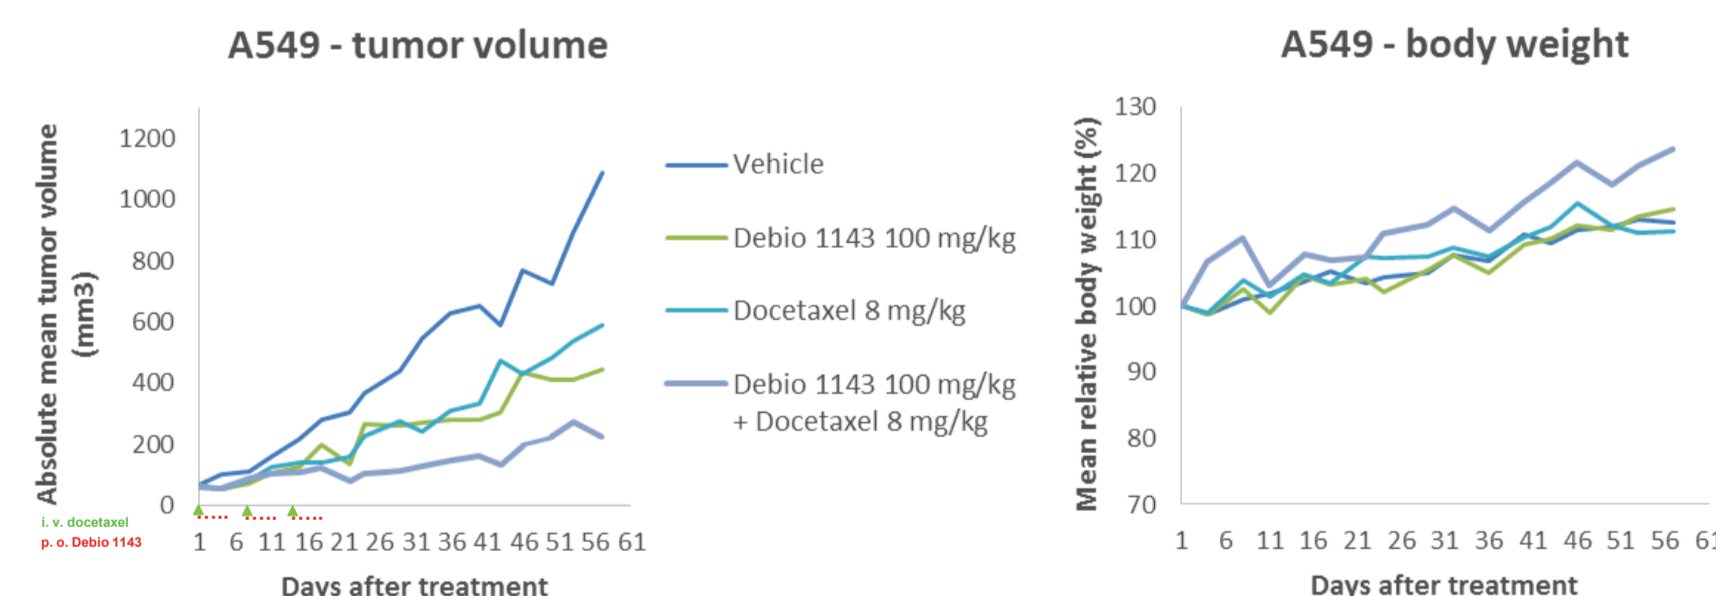 A549 - tumor volume
Absolute mean tumor volume
(mm3)
1200
1000
800
600
400
200
0
i. v. docetaxel
p. o. Debio 1143
1 6 11 16 21 26 31 36 41 46 51 56 61
Days after treatment
Vehicle
Debio 1143 100 mg/kg
Docetaxel 8 mg/kg
Debio 1143 100 mg/kg
+ Docetaxel 8 mg/kg
A549 - body weight
Mean relative body weight (%)
130
120
110
100
90
80
70
1 6 11 16 21 26 31 36 41 46 51 56 61
Days after treatment